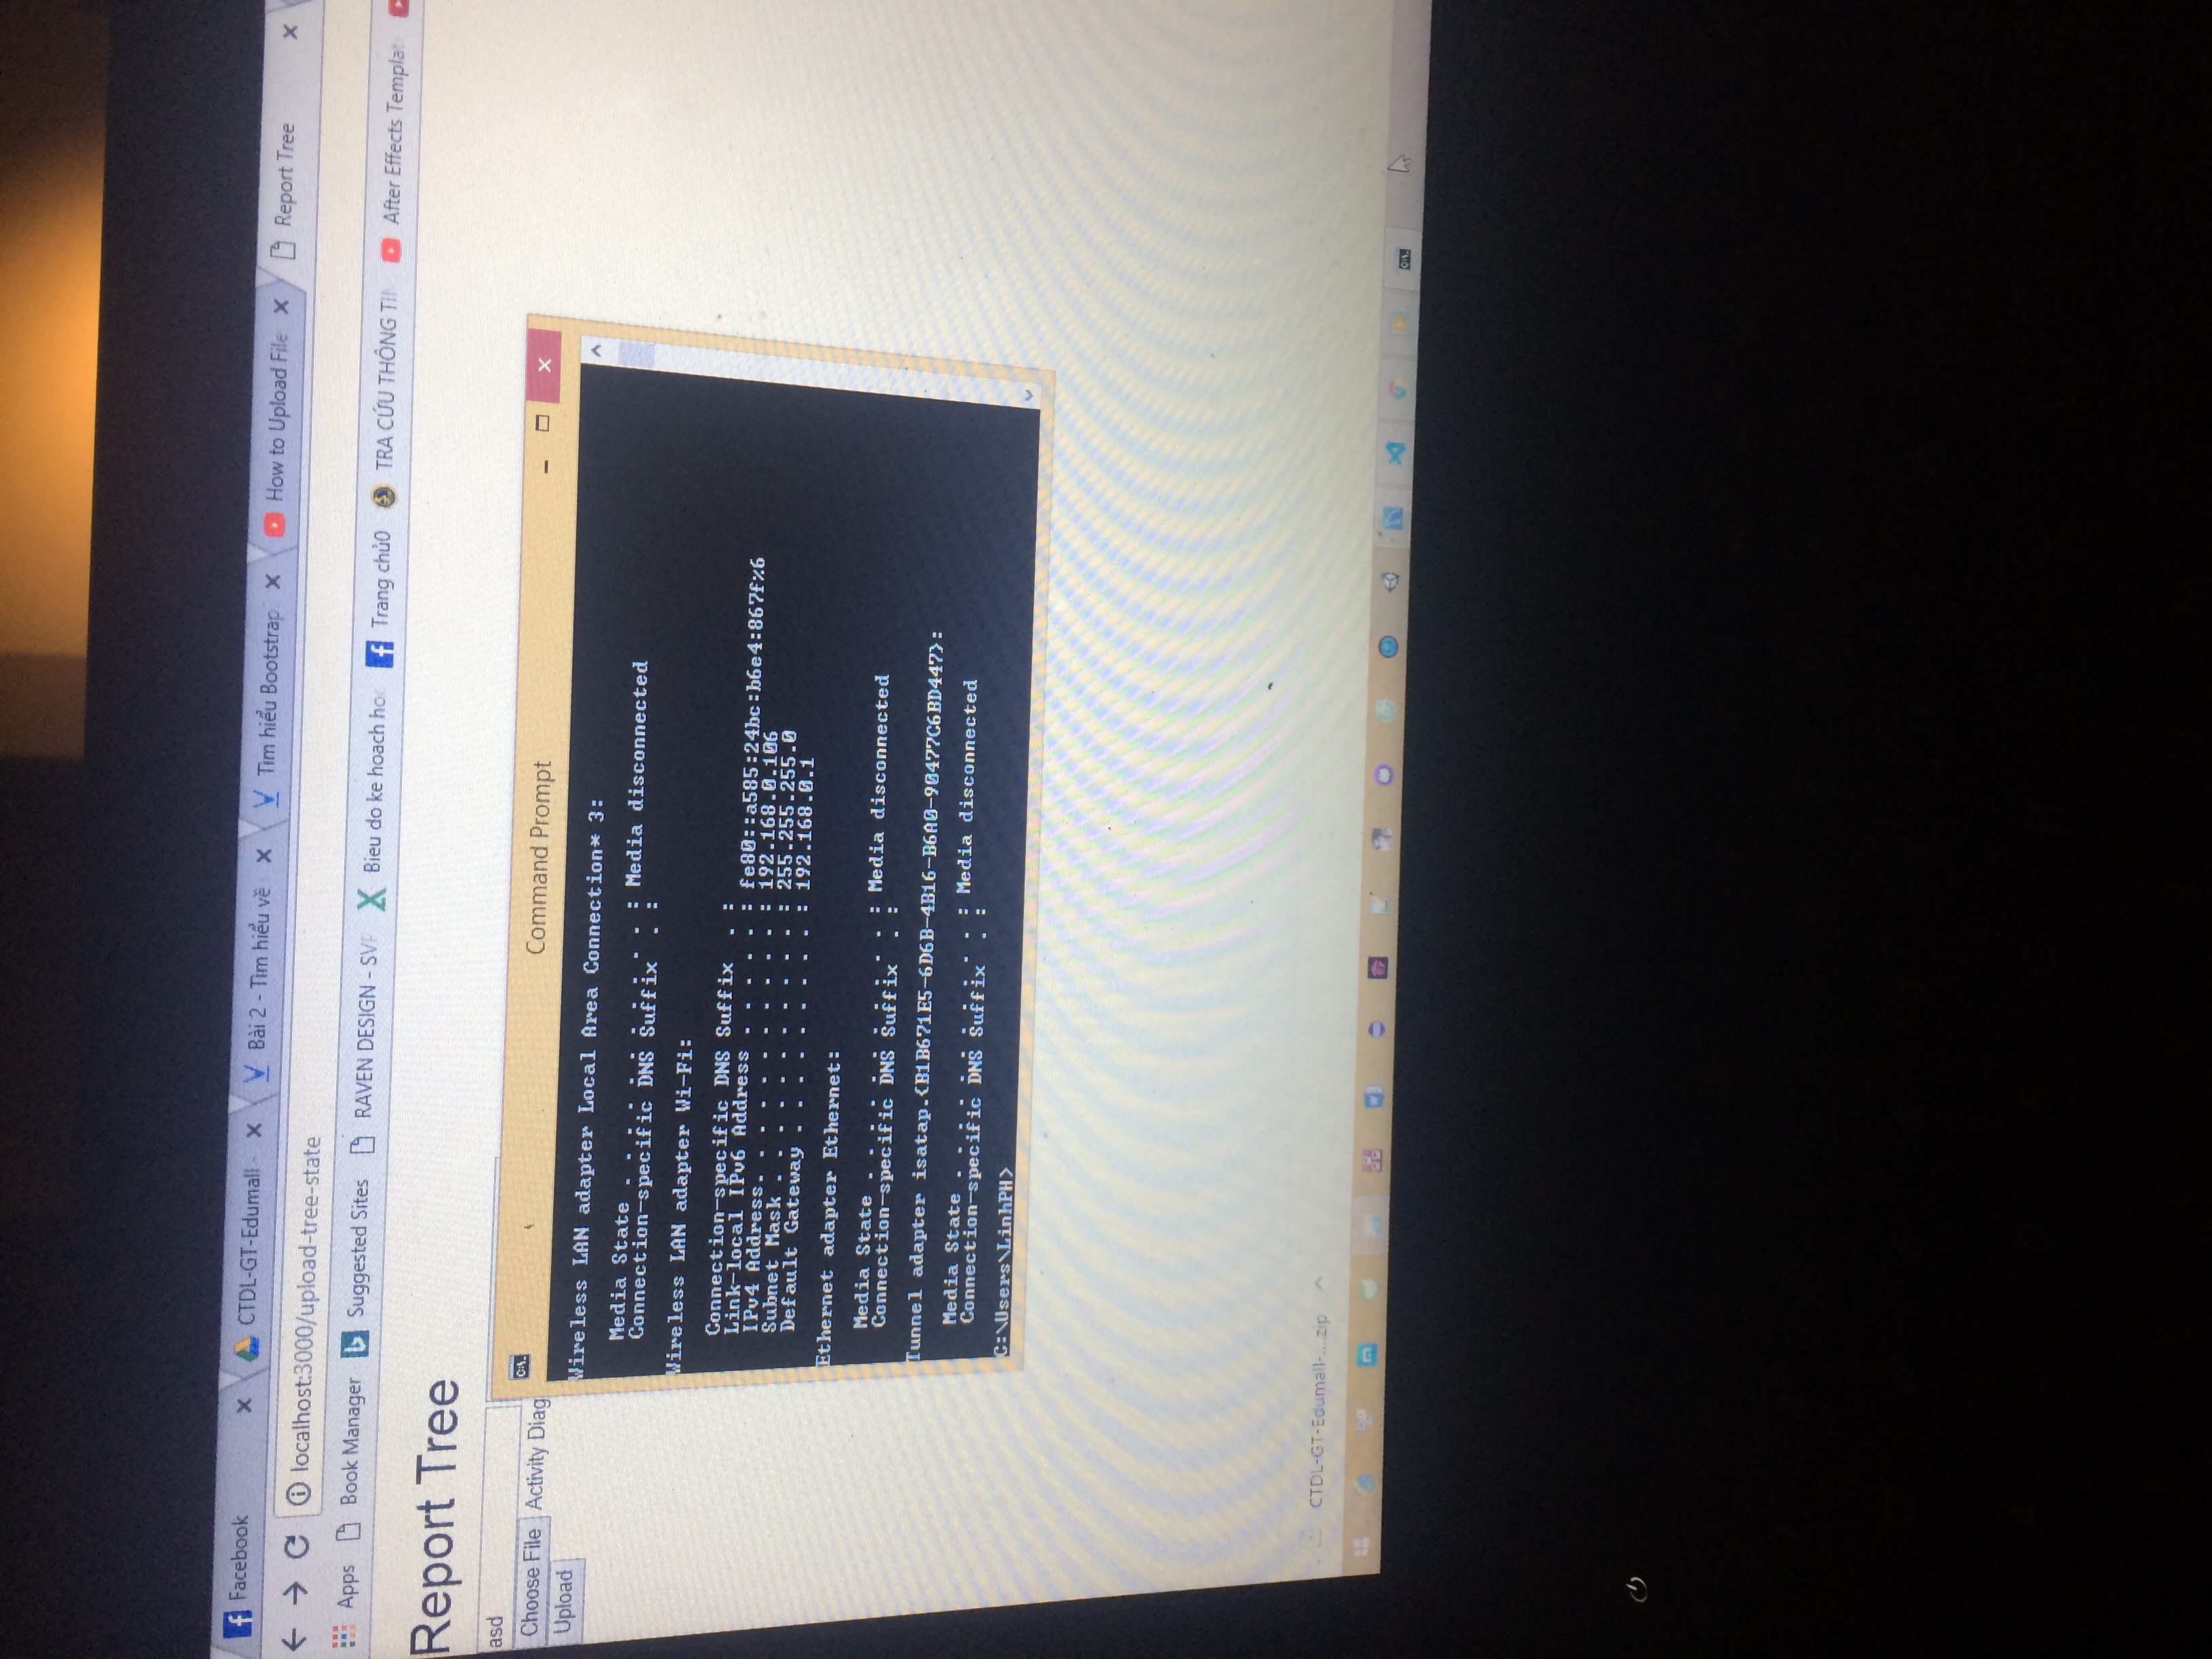 Facebook
CTDL-GT-Edumall -
Bài 2 - Tìm hiểu về
Tìm hiểu Bootstrap
How to Upload File
Report Tree
localhost:3000/upload-tree-state
Apps
Book Manager
Suggested Sites
RAVEN DESIGN - SVF
Bieu do ke hoach ho
Trang chủ0
TRA CỨU THÔNG TIN
After Effects Templat
Report Tree
asd
Choose File Activity Diag
Upload
Command Prompt
Wireless LAN adapter Local Area Connection* 3:
Media State . . . . . . . . . . . : Media disconnected
Connection-specific DNS Suffix  . :
Wireless LAN adapter Wi-Fi:
Connection-specific DNS Suffix  . :
Link-local IPv6 Address . . . . . : fe80::a585:24bc:b6e4:867f%6
IPv4 Address. . . . . . . . . . . : 192.168.0.106
Subnet Mask . . . . . . . . . . . : 255.255.255.0
Default Gateway . . . . . . . . . : 192.168.0.1
Ethernet adapter Ethernet:
Media State . . . . . . . . . . . : Media disconnected
Connection-specific DNS Suffix  . :
Tunnel adapter isatap.{B1B671E5-6D6B-4B16-B6A0-90477C6BD447}:
Media State . . . . . . . . . . . : Media disconnected
Connection-specific DNS Suffix  . :
C:\Users\LinhPH>
CTDL-GT-Edumall-....zip